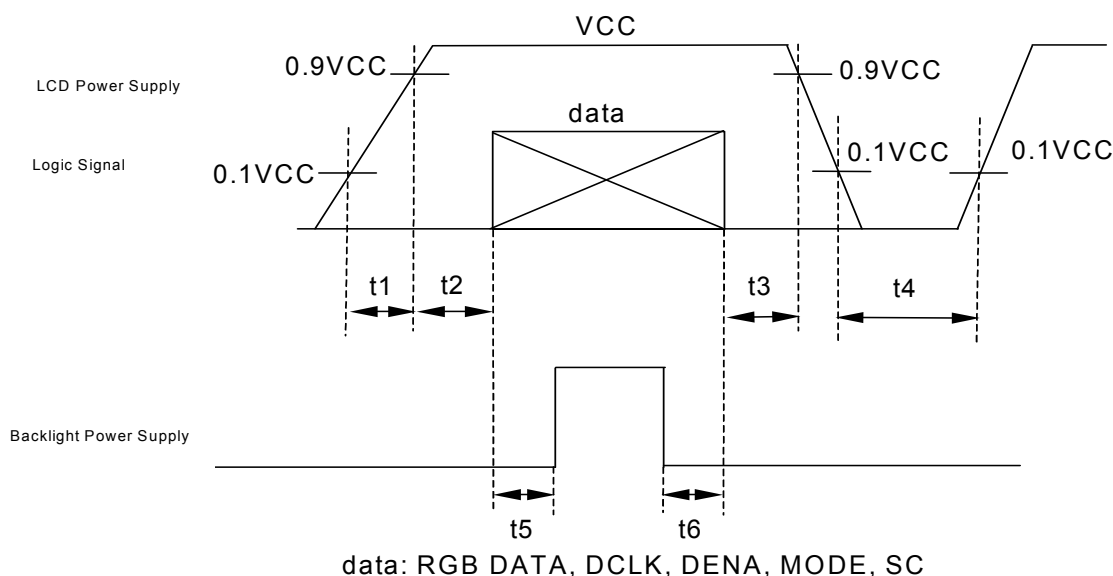 VCC
0.9VCC
0.9VCC
LCD Power Supply
data
Logic Signal
0.1VCC
0.1VCC
0.1VCC
t1
t2
t3
t4
Backlight Power Supply
t5
t6
data: RGB DATA, DCLK, DENA, MODE, SC